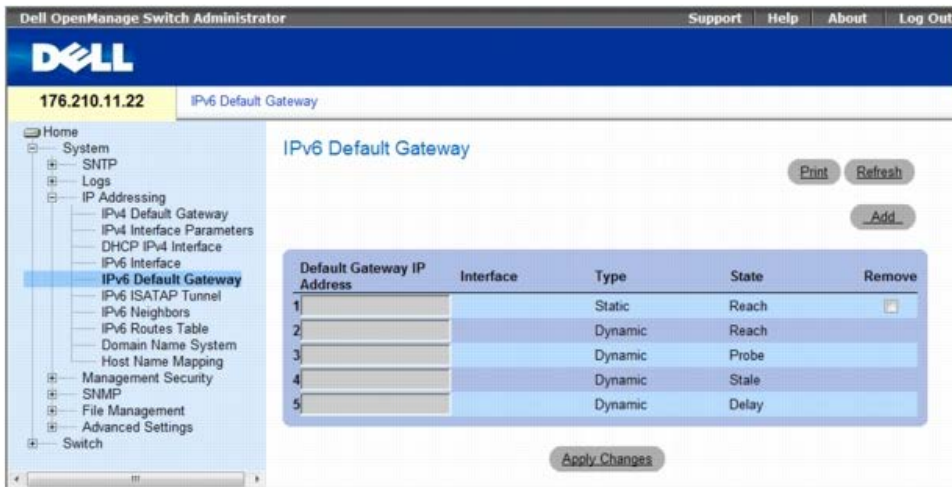 Dell OpenManage Switch Administrator
Support Help About Log Out
DELL
176.210.11.22
IPv6 Default Gateway
Home
System
SNTP
Logs
IP Addressing
IPv4 Default Gateway
IPv4 Interface Parameters
DHCP IPv4 Interface
IPv6 Interface
IPv6 Default Gateway
IPv6 ISATAP Tunnel
IPv6 Neighbors
IPv6 Routes Table
Domain Name System
Host Name Mapping
Management Security
SNMP
File Management
Advanced Settings
Switch
IPv6 Default Gateway
Print Refresh
Add
Default Gateway IP Address Interface Type State Remove
1 Static Reach
2 Dynamic Reach
3 Dynamic Probe
4 Dynamic Stale
5 Dynamic Delay
Apply Changes